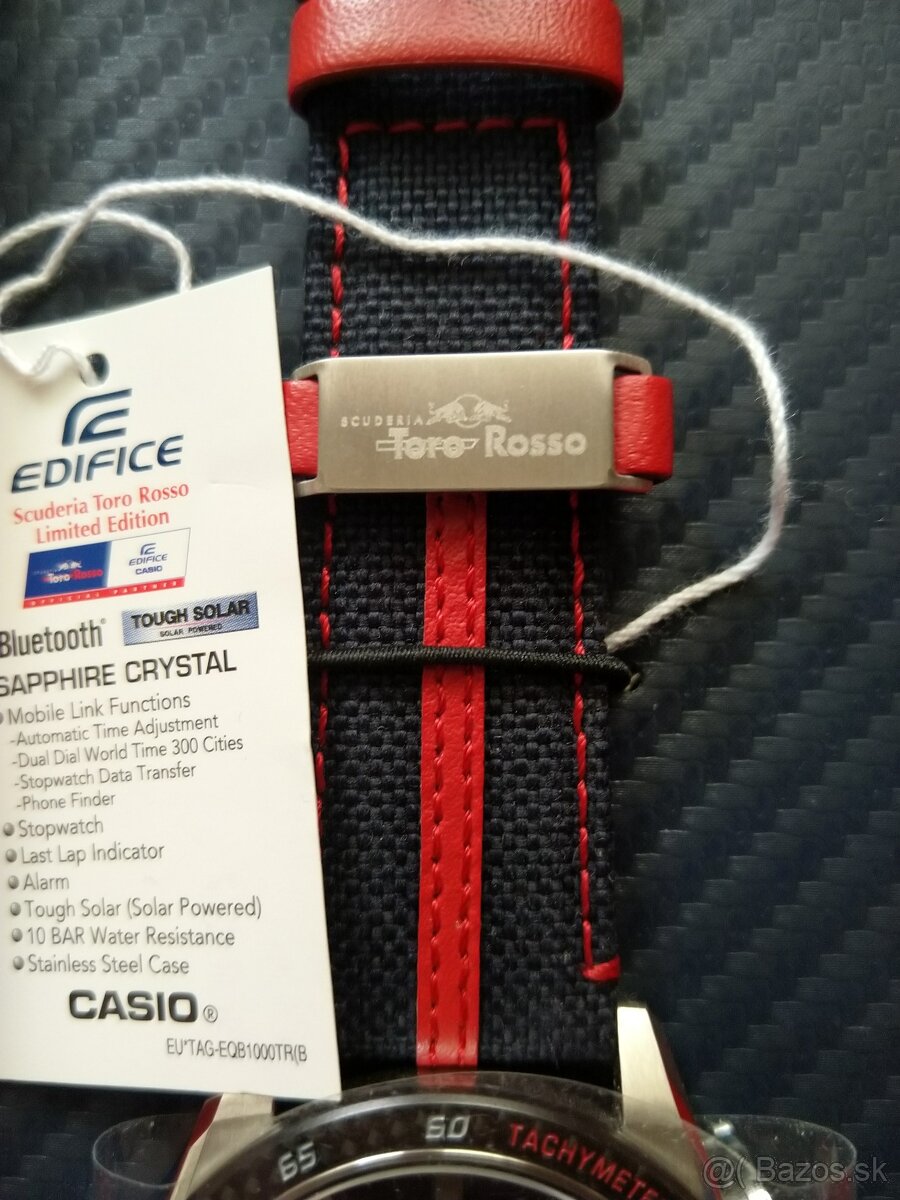 EDIFICE
Scuderia Toro Rosso
Limited Edition
Toro Rosso
EDIFICE
CASIO
OFFICIAL PARTNER
Bluetooth®
TOUGH SOLAR
SOLAR POWERED
SAPPHIRE CRYSTAL
Mobile Link Functions
-Automatic Time Adjustment
-Dual Dial World Time 300 Cities
-Stopwatch Data Transfer
-Phone Finder
Stopwatch
Last Lap Indicator
Alarm
Tough Solar (Solar Powered)
10 BAR Water Resistance
Stainless Steel Case
CASIO®
EU*TAG-EQB1000TR(B
SCUDERIA
Toro Rosso
65
60
TACHYMETE
@( Bazos.sk